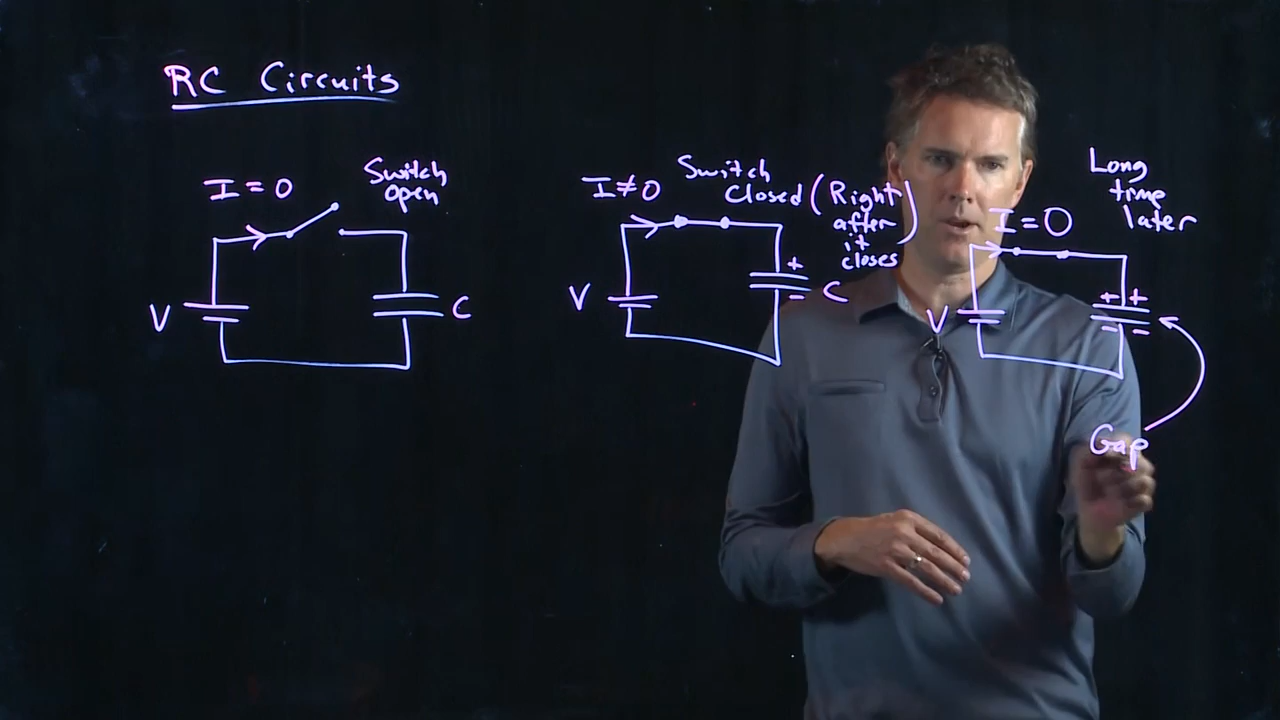 RC Circuits
I = 0
Switch
open
V
C
I ≠ 0
Switch
Closed (Right
after
it
closes)
+
-
V
C
Long
time
later
I = 0
V
+ +
- -
Gap